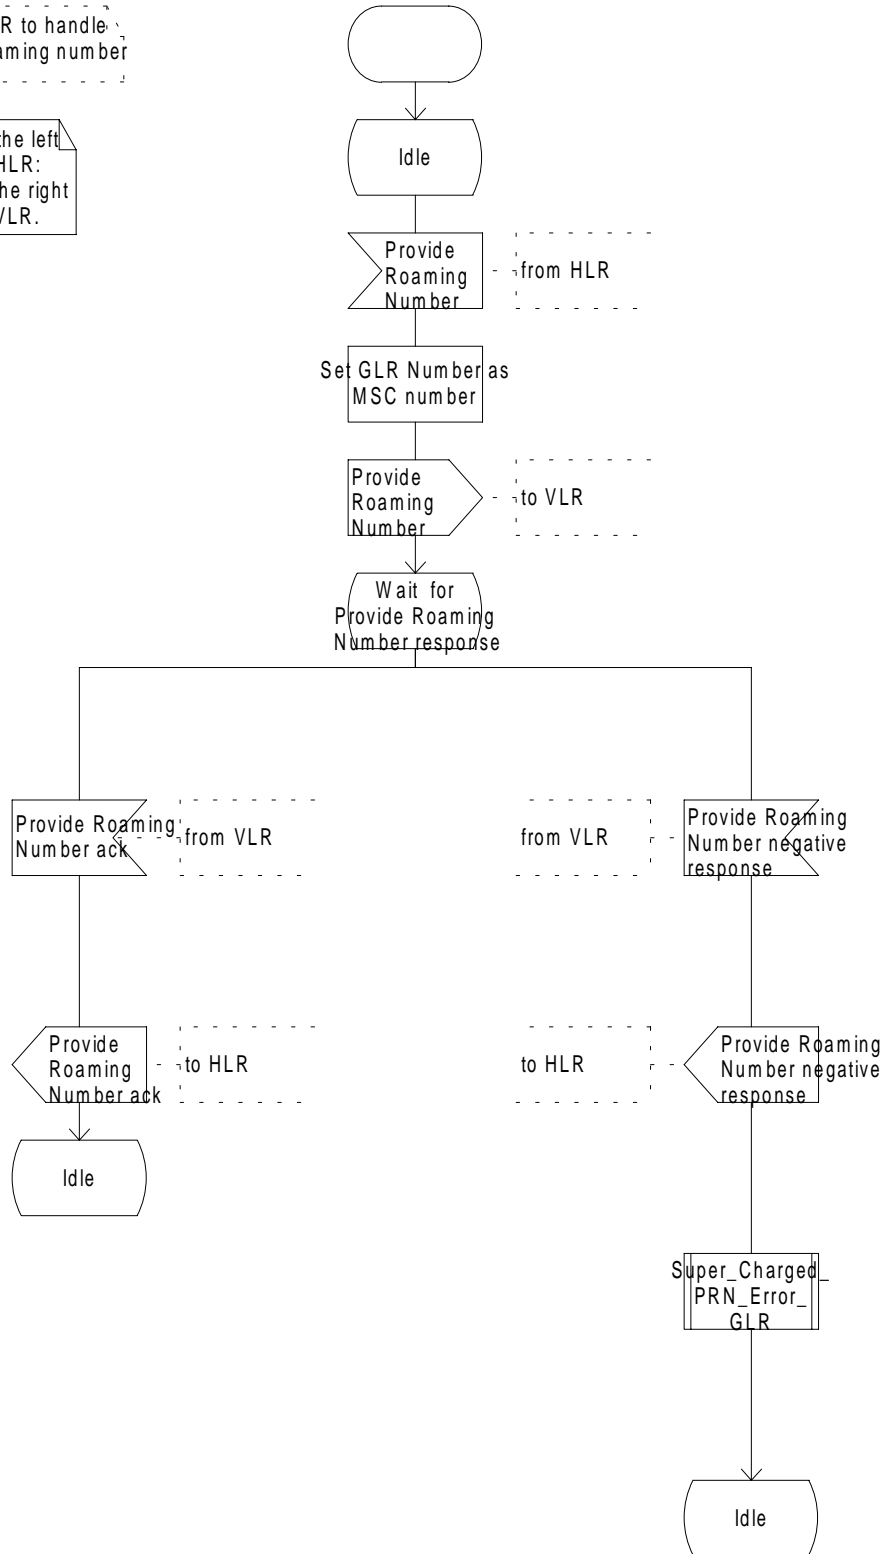 R to handle
aming number
the left
HLR:
he right
VLR.
Idle
Provide
Roaming
Number
from HLR
Set GLR Number as
MSC number
Provide
Roaming
Number
to VLR
Wait for
Provide Roaming
Number response
Provide Roaming
Number ack
from VLR
from VLR
Provide Roaming
Number negative
response
Provide
Roaming
Number ack
to HLR
to HLR
Provide Roaming
Number negative
response
Idle
Super_Charged_
PRN_Error_
GLR
Idle